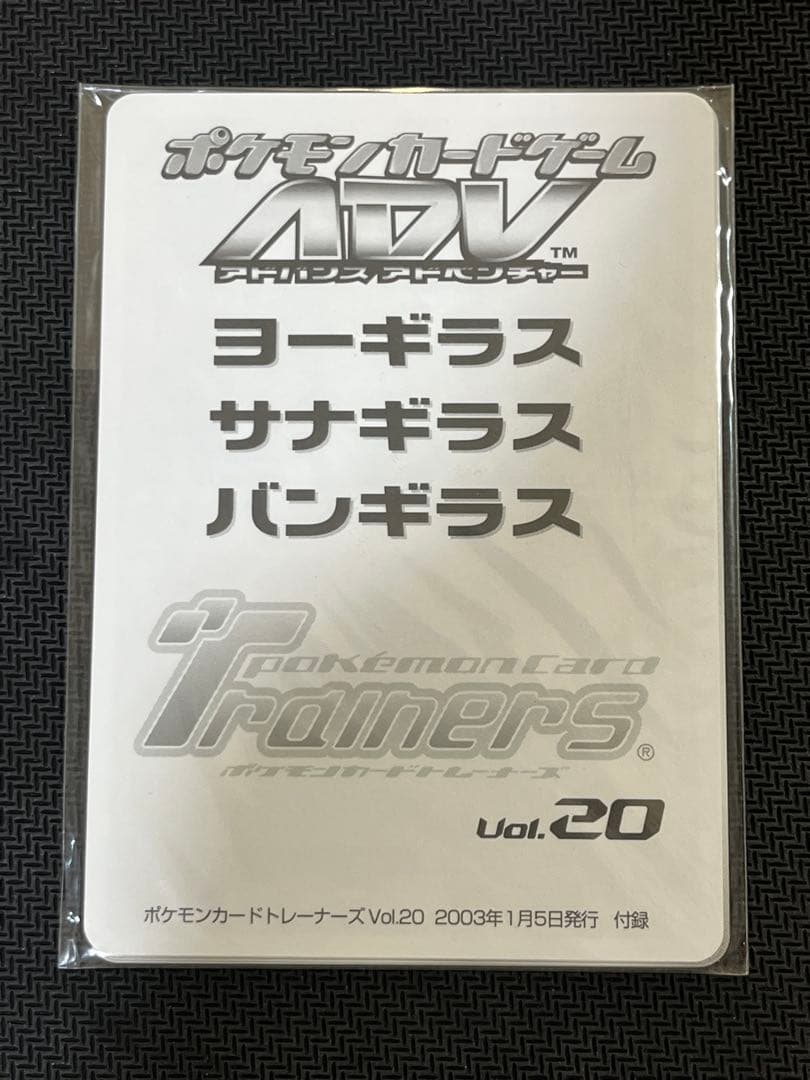 ポケモンカードゲーム
ADV™
アドバンスアドベンチャー
ヨーギラス
サナギラス
バンギラス
pokémon card
Trainers®
ポケモンカードトレーナーズ
Vol.20
ポケモンカードトレーナーズVol.20 2003年1月5日発行 付録